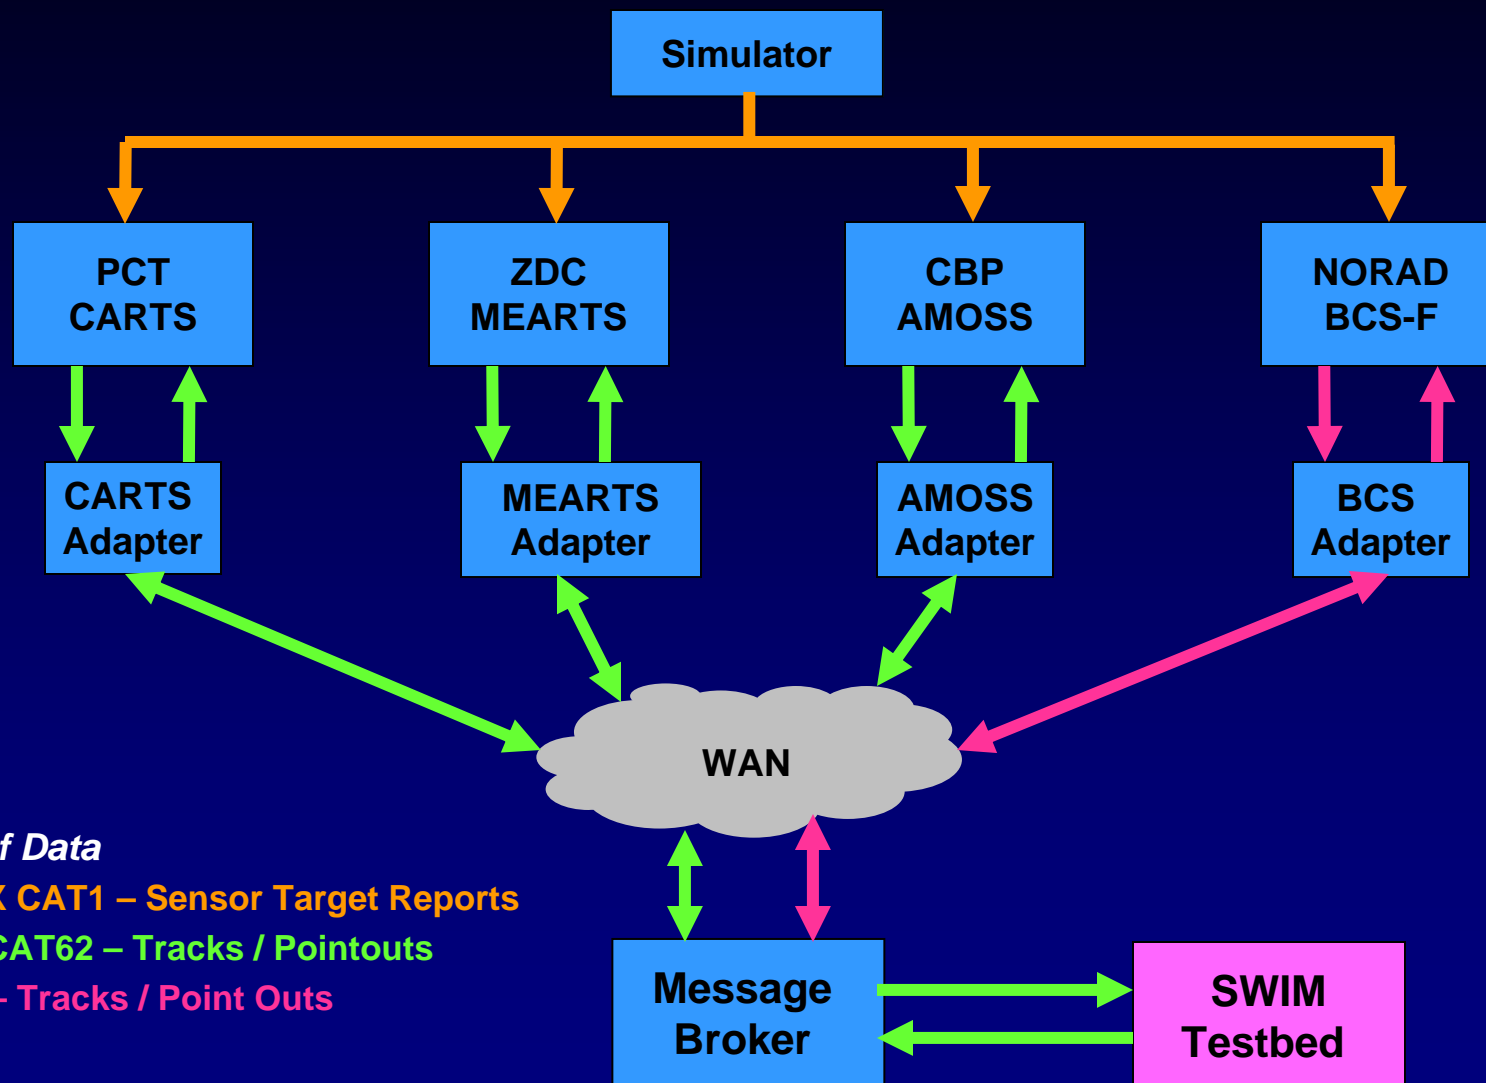 Simulator
PCT
CARTS
ZDC
MEARTS
CBP
AMOSS
NORAD
BCS-F
CARTS
Adapter
MEARTS
Adapter
AMOSS
Adapter
BCS
Adapter
WAN
f Data
X CAT1 – Sensor Target Reports
CAT62 – Tracks / Pointouts
– Tracks / Point Outs
Message
Broker
SWIM
Testbed